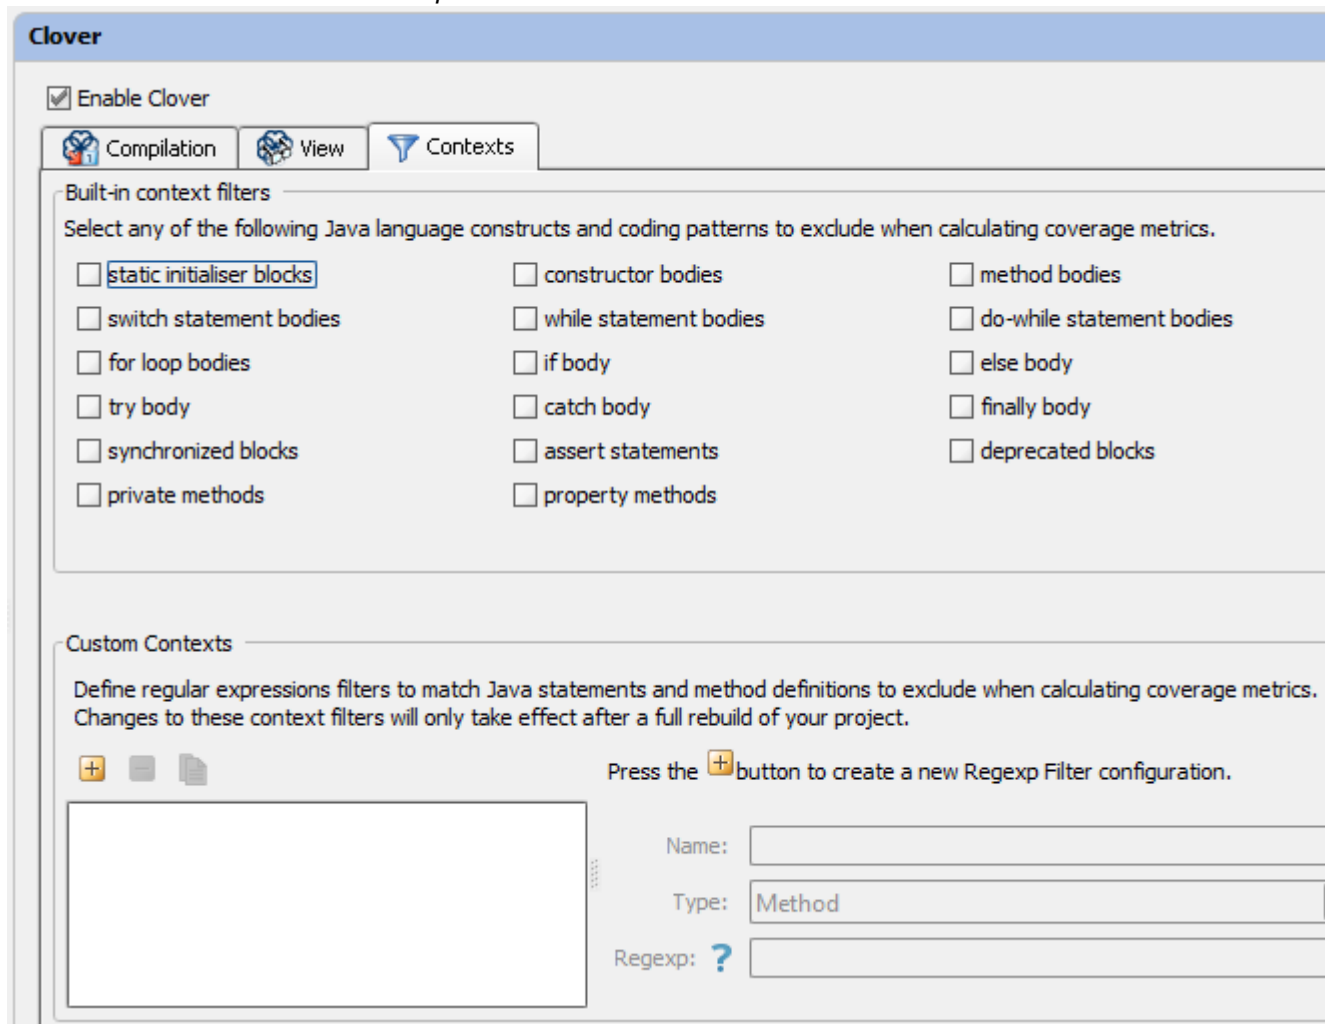 Clover
Enable Clover
Compilation View Contexts
Built-in context filters
Select any of the following Java language constructs and coding patterns to exclude when calculating coverage metrics.
static initialiser blocks constructor bodies method bodies
switch statement bodies while statement bodies do-while statement bodies
for loop bodies if body else body
try body catch body finally body
synchronized blocks assert statements deprecated blocks
private methods property methods
Custom Contexts
Define regular expressions filters to match Java statements and method definitions to exclude when calculating coverage metrics.
Changes to these context filters will only take effect after a full rebuild of your project.
Press the button to create a new Regexp Filter configuration.
Name:
Type: Method
Regexp: ?